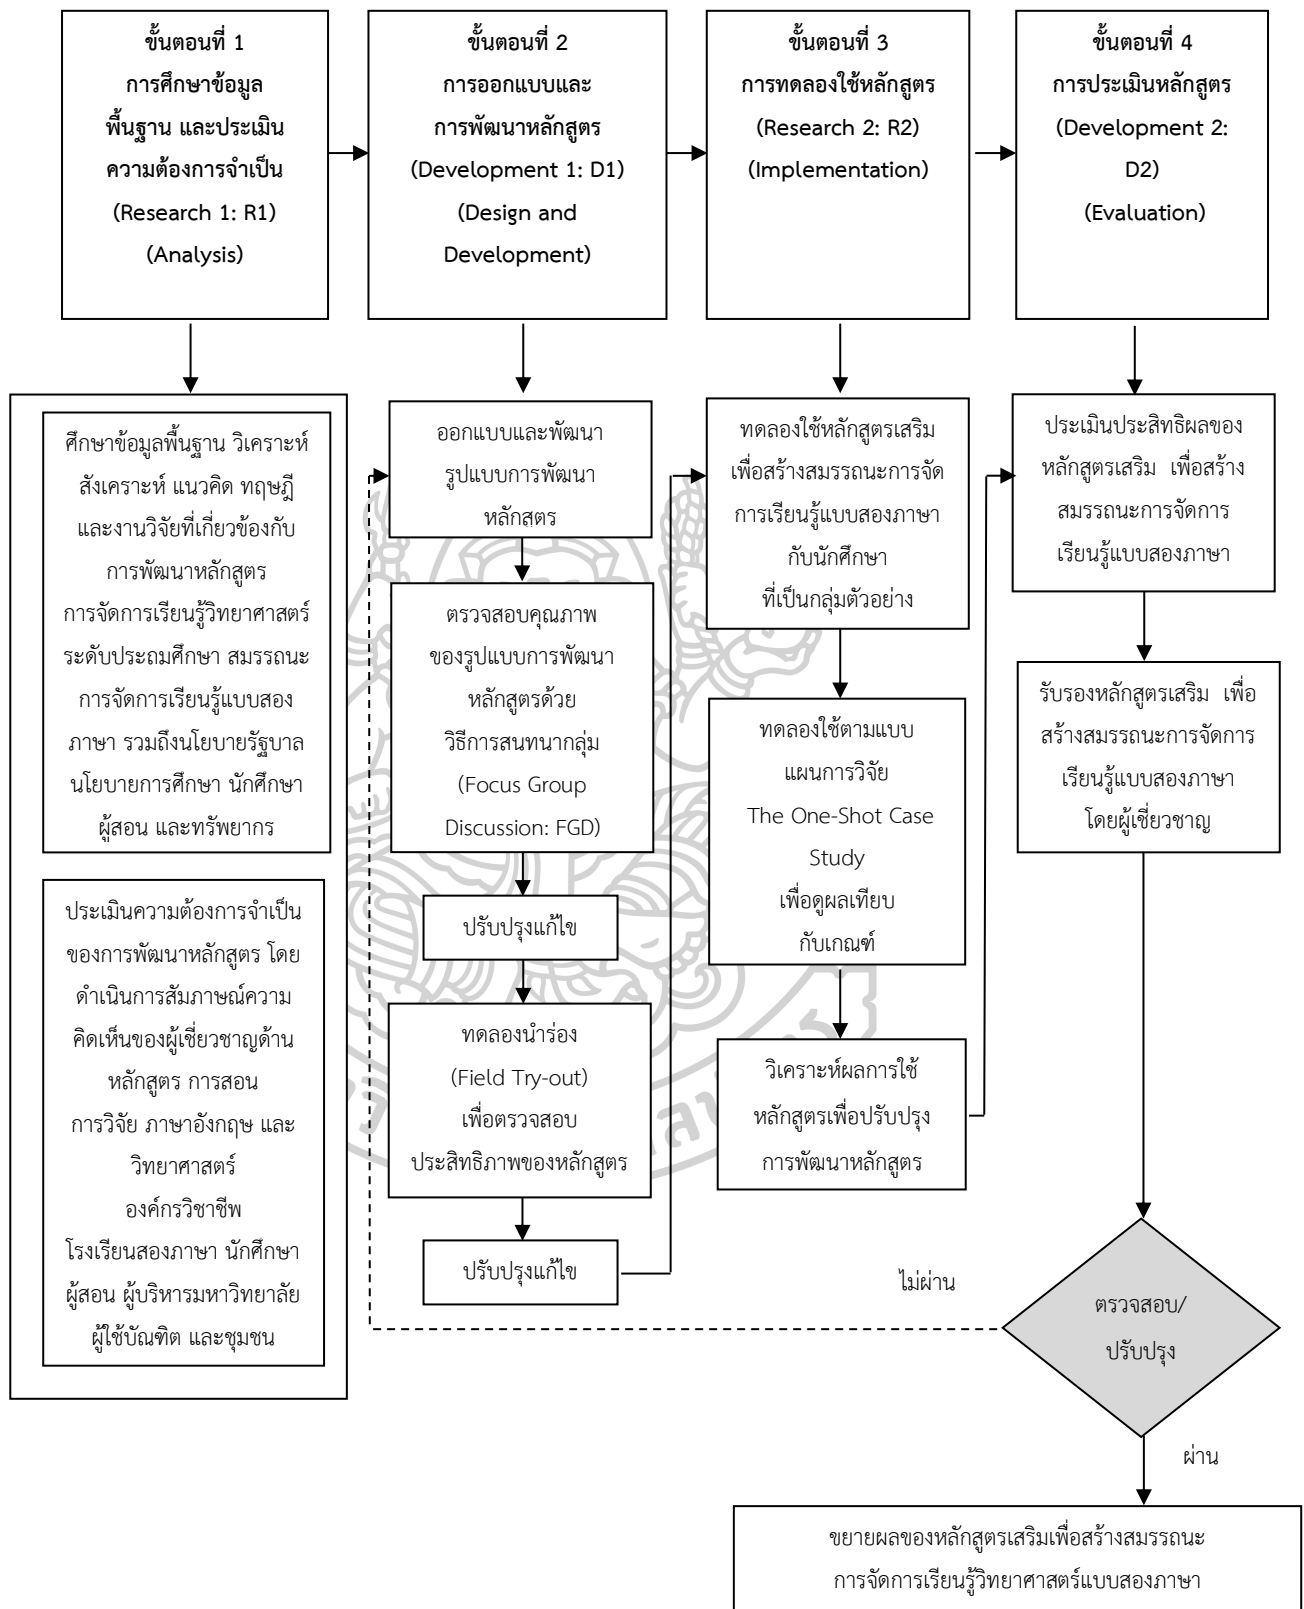 ขั้นตอนที่ 1
การศึกษาข้อมูล
พื้นฐาน และประเมิน
ความต้องการจำเป็น
(Research 1: R1)
(Analysis)
ขั้นตอนที่ 2
การออกแบบและ
การพัฒนาหลักสูตร
(Development 1: D1)
(Design and
Development)
ขั้นตอนที่ 3
การทดลองใช้หลักสูตร
(Research 2: R2)
(Implementation)
ขั้นตอนที่ 4
การประเมินหลักสูตร
(Development 2:
D2)
(Evaluation)
ศึกษาข้อมูลพื้นฐาน วิเคราะห์
สังเคราะห์ แนวคิด ทฤษฎี
และงานวิจัยที่เกี่ยวข้องกับ
การพัฒนาหลักสูตร
การจัดการเรียนรู้วิทยาศาสตร์
ระดับประถมศึกษา สมรรถนะ
การจัดการเรียนรู้แบบสอง
ภาษา รวมถึงนโยบายรัฐบาล
นโยบายการศึกษา นักศึกษา
ผู้สอน และทรัพยากร
ประเมินความต้องการจำเป็น
ของการพัฒนาหลักสูตร โดย
ดำเนินการสัมภาษณ์ความ
คิดเห็นของผู้เชี่ยวชาญด้าน
หลักสูตร การสอน
การวิจัย ภาษาอังกฤษ และ
วิทยาศาสตร์
องค์กรวิชาชีพ
โรงเรียนสองภาษา นักศึกษา
ผู้สอน ผู้บริหารมหาวิทยาลัย
ผู้ใช้บัณฑิต และชุมชน
ออกแบบและพัฒนา
รูปแบบการพัฒนา
หลักสูตร
ตรวจสอบคุณภาพ
ของรูปแบบการพัฒนา
หลักสูตรด้วย
วิธีการสนทนากลุ่ม
(Focus Group
Discussion: FGD)
ปรับปรุงแก้ไข
ทดลองนำร่อง
(Field Try-out)
เพื่อตรวจสอบ
ประสิทธิภาพของหลักสูตร
ปรับปรุงแก้ไข
ทดลองใช้หลักสูตรเสริม
เพื่อสร้างสมรรถนะการจัด
การเรียนรู้แบบสองภาษา
กับนักศึกษา
ที่เป็นกลุ่มตัวอย่าง
ทดลองใช้ตามแบบ
แผนการวิจัย
The One-Shot Case
Study
เพื่อดูผลเทียบ
กับเกณฑ์
วิเคราะห์ผลการใช้
หลักสูตรเพื่อปรับปรุง
การพัฒนาหลักสูตร
ประเมินประสิทธิผลของ
หลักสูตรเสริม เพื่อสร้าง
สมรรถนะการจัดการ
เรียนรู้แบบสองภาษา
รับรองหลักสูตรเสริม เพื่อ
สร้างสมรรถนะการจัดการ
เรียนรู้แบบสองภาษา
โดยผู้เชี่ยวชาญ
ไม่ผ่าน
ตรวจสอบ/
ปรับปรุง
ผ่าน
ขยายผลของหลักสูตรเสริมเพื่อสร้างสมรรถนะ
การจัดการเรียนรู้วิทยาศาสตร์แบบสองภาษา